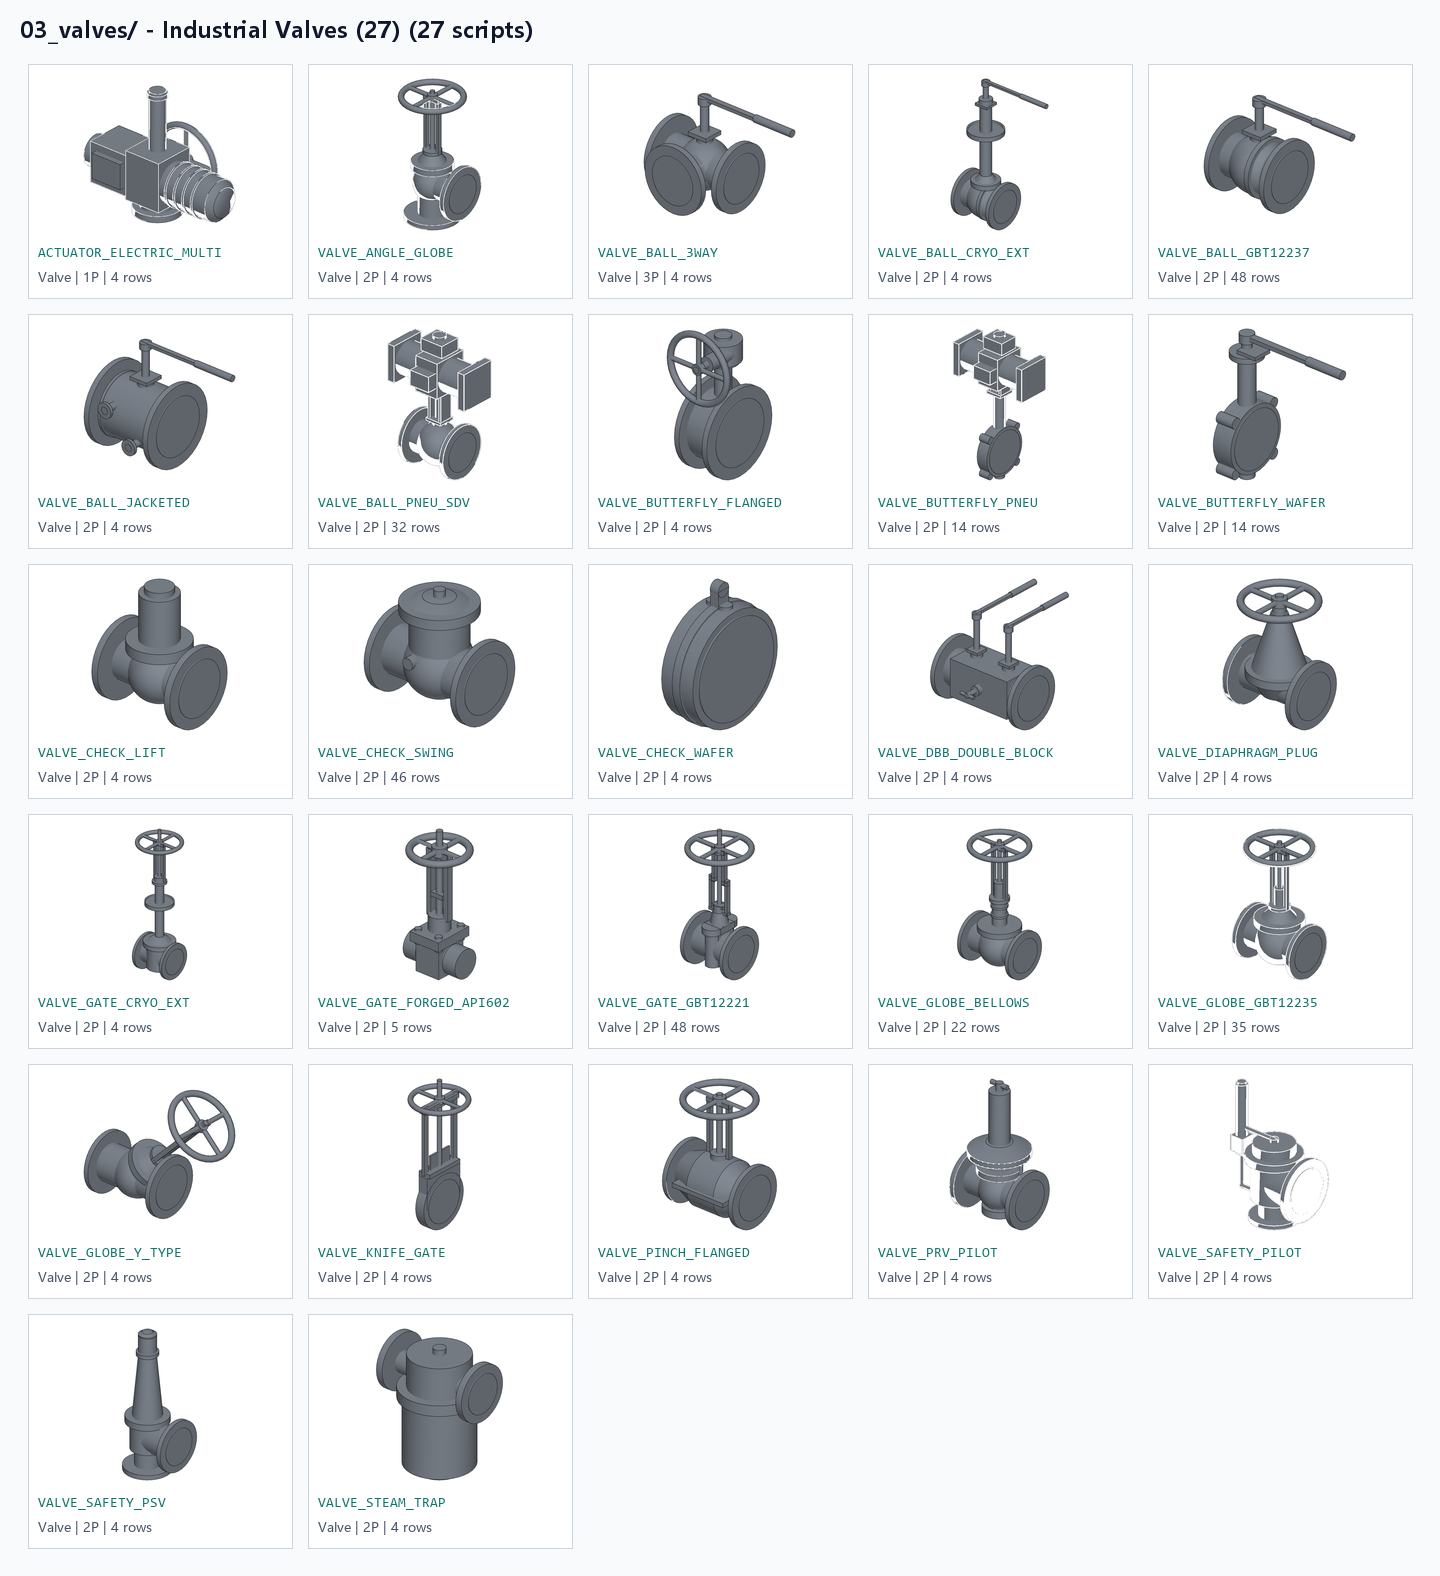 03_valves/ - Industrial Valves (27) (27 scripts)
ACTUATOR_ELECTRIC_MULTI
Valve | 1P | 4 rows
VALVE_ANGLE_GLOBE
Valve | 2P | 4 rows
VALVE_BALL_3WAY
Valve | 3P | 4 rows
VALVE_BALL_CRYO_EXT
Valve | 2P | 4 rows
VALVE_BALL_GBT12237
Valve | 2P | 48 rows
VALVE_BALL_JACKETED
Valve | 2P | 4 rows
VALVE_BALL_PNEU_SDV
Valve | 2P | 32 rows
VALVE_BUTTERFLY_FLANGED
Valve | 2P | 4 rows
VALVE_BUTTERFLY_PNEU
Valve | 2P | 14 rows
VALVE_BUTTERFLY_WAFER
Valve | 2P | 14 rows
VALVE_CHECK_LIFT
Valve | 2P | 4 rows
VALVE_CHECK_SWING
Valve | 2P | 46 rows
VALVE_CHECK_WAFER
Valve | 2P | 4 rows
VALVE_DBB_DOUBLE_BLOCK
Valve | 2P | 4 rows
VALVE_DIAPHRAGM_PLUG
Valve | 2P | 4 rows
VALVE_GATE_CRYO_EXT
Valve | 2P | 4 rows
VALVE_GATE_FORGED_API602
Valve | 2P | 5 rows
VALVE_GATE_GBT12221
Valve | 2P | 48 rows
VALVE_GLOBE_BELLOWS
Valve | 2P | 22 rows
VALVE_GLOBE_GBT12235
Valve | 2P | 35 rows
VALVE_GLOBE_Y_TYPE
Valve | 2P | 4 rows
VALVE_KNIFE_GATE
Valve | 2P | 4 rows
VALVE_PINCH_FLANGED
Valve | 2P | 4 rows
VALVE_PRV_PILOT
Valve | 2P | 4 rows
VALVE_SAFETY_PILOT
Valve | 2P | 4 rows
VALVE_SAFETY_PSV
Valve | 2P | 4 rows
VALVE_STEAM_TRAP
Valve | 2P | 4 rows